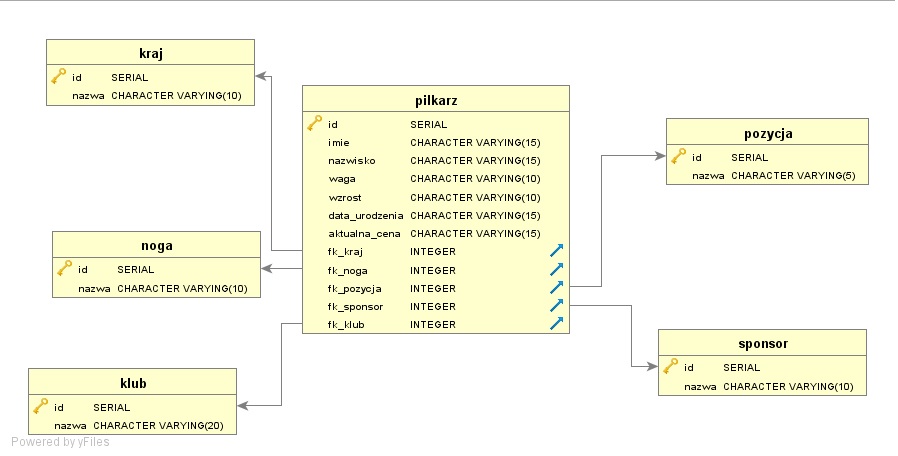 kraj
id SERIAL
nazwa CHARACTER VARYING(10)
noga
id SERIAL
nazwa CHARACTER VARYING(10)
klub
id SERIAL
nazwa CHARACTER VARYING(20)
pilkarz
id SERIAL
imie CHARACTER VARYING(15)
nazwisko CHARACTER VARYING(15)
waga CHARACTER VARYING(10)
wzrost CHARACTER VARYING(10)
data_urodzenia CHARACTER VARYING(15)
aktualna_cena CHARACTER VARYING(15)
fk_kraj INTEGER
fk_noga INTEGER
fk_pozycja INTEGER
fk_sponsor INTEGER
fk_klub INTEGER
pozycja
id SERIAL
nazwa CHARACTER VARYING(5)
sponsor
id SERIAL
nazwa CHARACTER VARYING(10)
Powered by yFiles